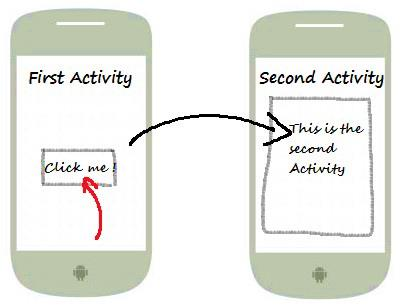 First Activity
Click me !
Second Activity
This is the
second
Activity